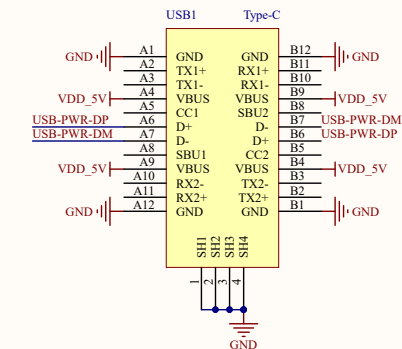 USB1 Type-C
GND A1 GND GND B12 GND
A2 TX1+ RX1+ B11
A3 TX1- RX1- B10
VDD_5V A4 VBUS VBUS B9 VDD_5V
A5 CC1 SBU2 B8
USB-PWR-DP A6 D+ D- B7 USB-PWR-DM
USB-PWR-DM A7 D- D+ B6 USB-PWR-DP
A8 SBU1 CC2 B5
VDD_5V A9 VBUS VBUS B4 VDD_5V
A10 RX2- TX2- B3
A11 RX2+ TX2+ B2
GND A12 GND GND B1 GND
SH1 SH2 SH3 SH4
1 2 3 4
GND